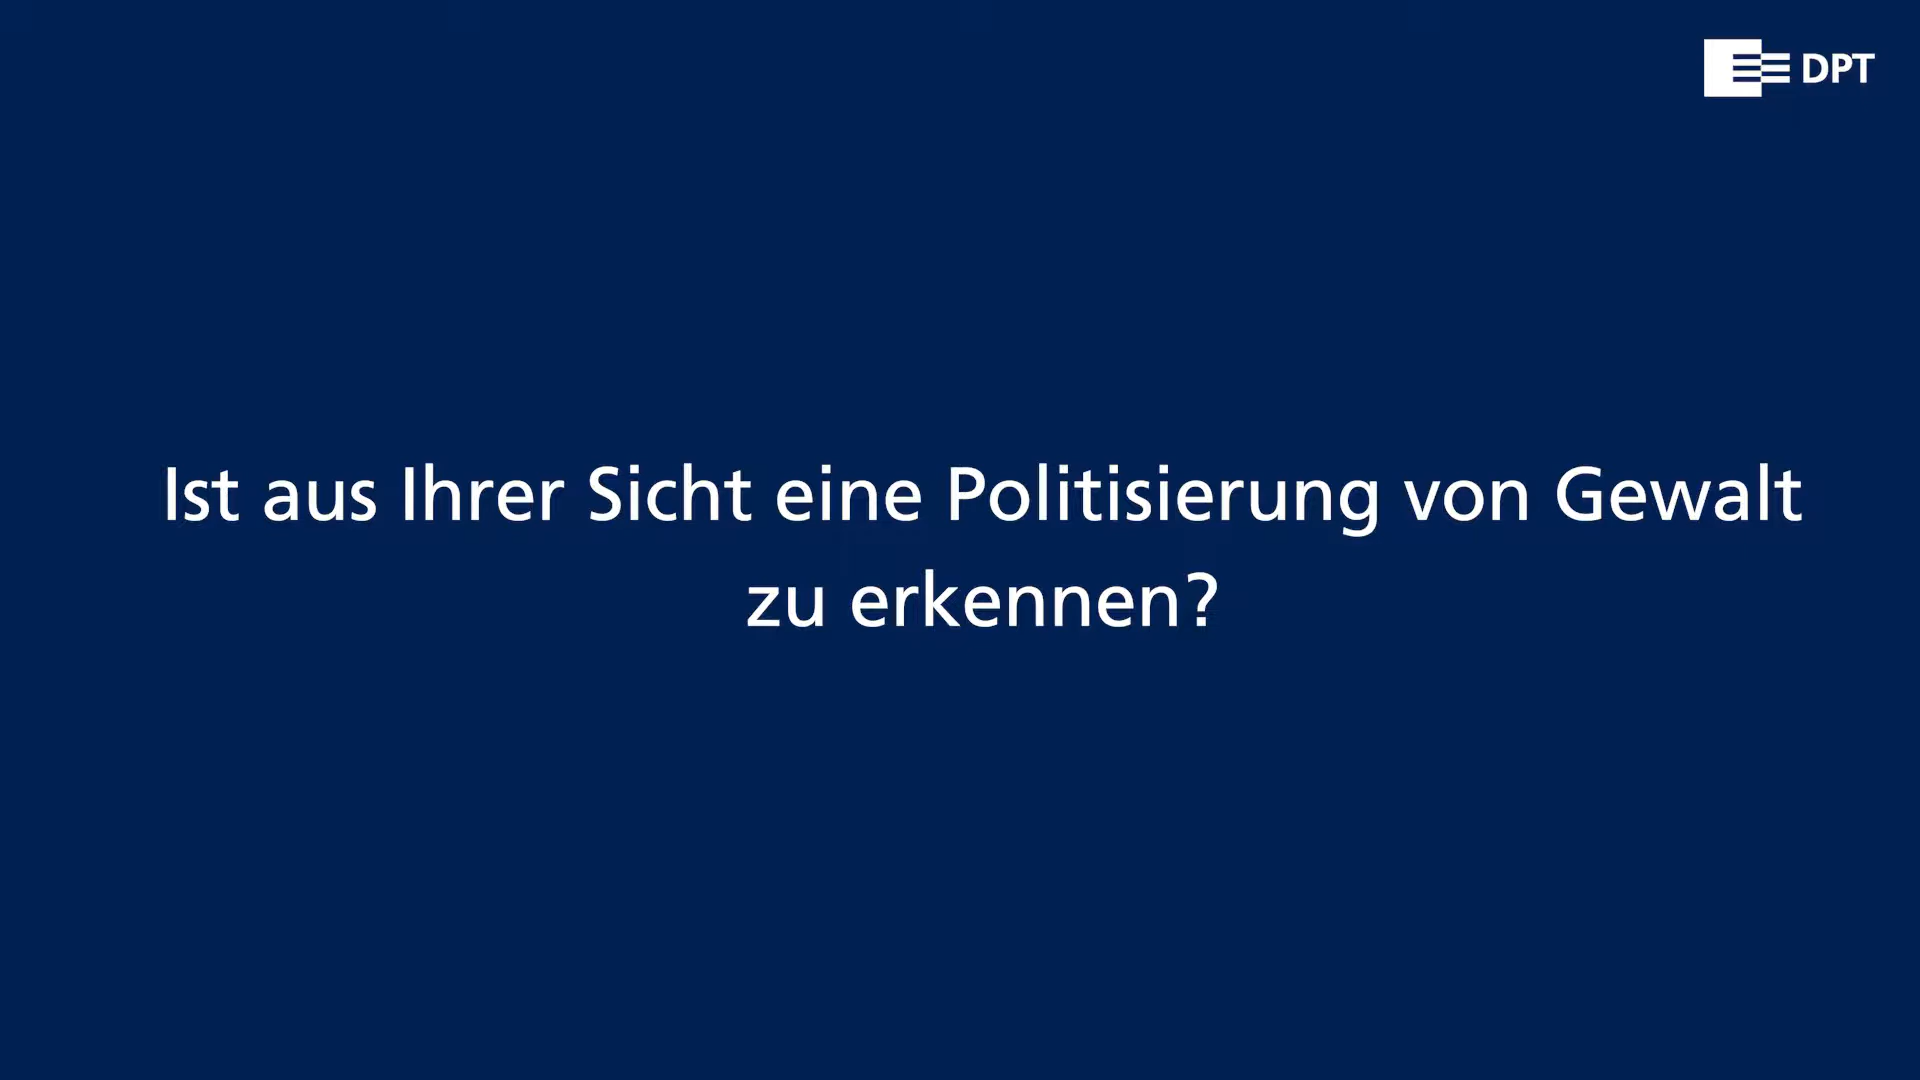 DPT
Ist aus Ihrer Sicht eine Politisierung von Gewalt
zu erkennen?